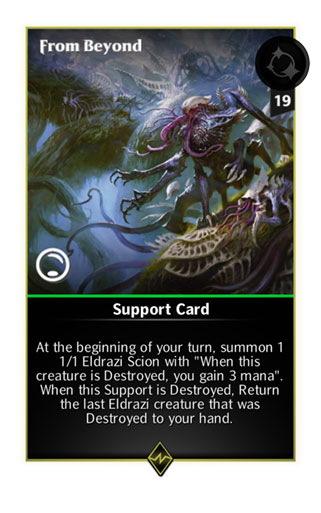 From Beyond
19
Support Card
At the beginning of your turn, summon 1
1/1 Eldrazi Scion with "When this
creature is Destroyed, you gain 3 mana".
When this Support is Destroyed, Return
the last Eldrazi creature that was
Destroyed to your hand.